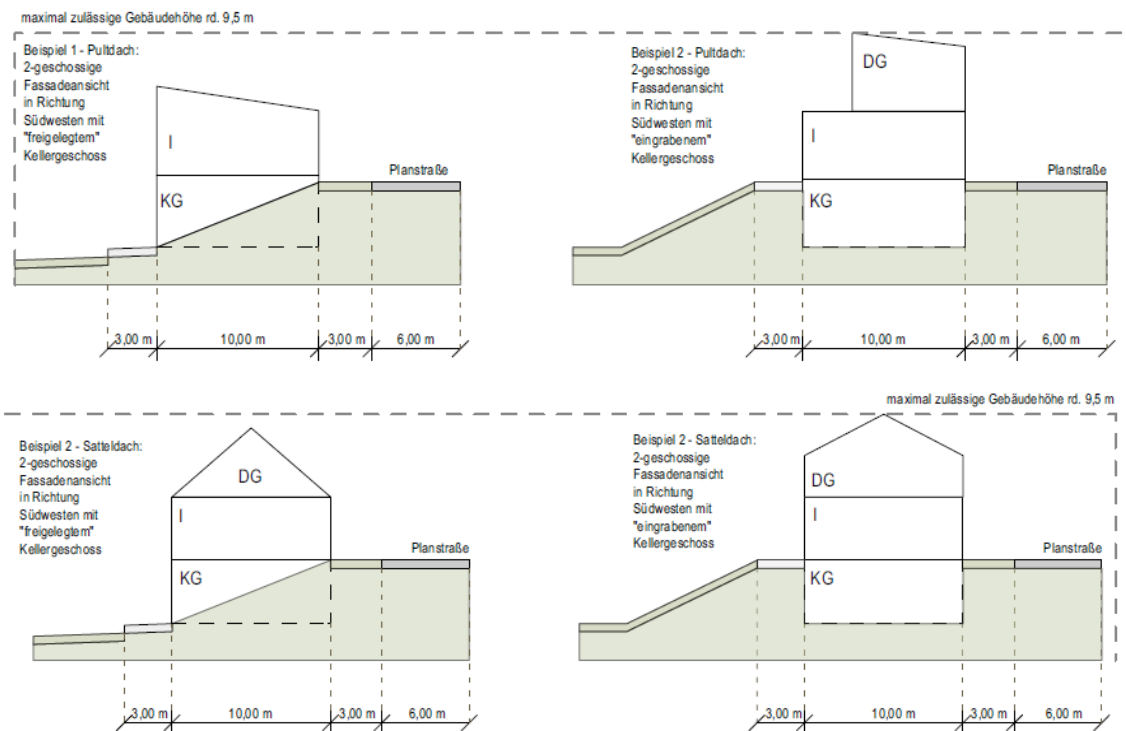 maximal zulässige Gebäudehöhe rd. 9,5 m
Beispiel 1 - Pultdach:
2-geschossige
Fassadeansicht
in Richtung
Südwesten mit
"freigelegtem"
Kellergeschoss
I
KG
Planstraße
3,00 m
10,00 m
3,00 m
6,00 m
Beispiel 2 - Pultdach:
2-geschossige
Fassadenansicht
in Richtung
Südwesten mit
"eingrabenem"
Kellergeschoss
DG
I
KG
Planstraße
3,00 m
10,00 m
3,00 m
6,00 m
maximal zulässige Gebäudehöhe rd. 9,5 m
Beispiel 2 - Satteldach:
2-geschossige
Fassadenansicht
in Richtung
Südwesten mit
"freigelegtem"
Kellergeschoss
DG
I
KG
Planstraße
3,00 m
10,00 m
3,00 m
6,00 m
Beispiel 2 - Satteldach:
2-geschossige
Fassadenansicht
in Richtung
Südwesten mit
"eingrabenem"
Kellergeschoss
DG
I
KG
Planstraße
3,00 m
10,00 m
3,00 m
6,00 m